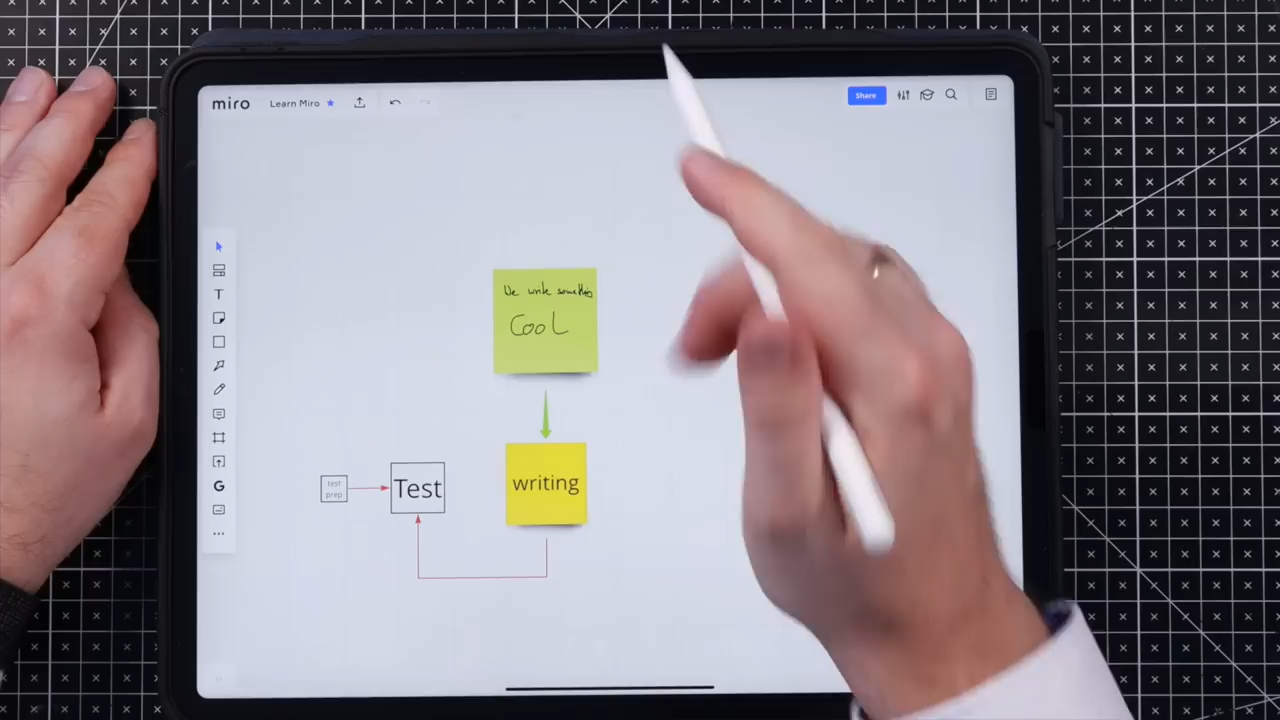 miro
Learn Miro
Share
T
We write something
Cool
G
writing
test
prep
Test